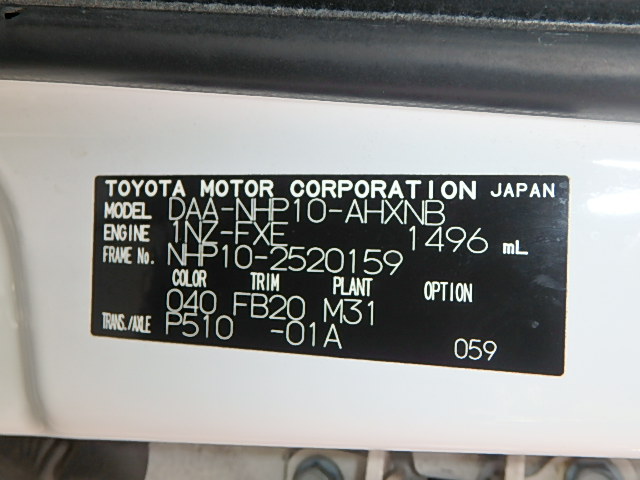 TOYOTA MOTOR CORPORATION JAPAN
MODEL DAA-NHP10-AHXNB
ENGINE 1NZ-FXE 1496 mL
FRAME No. NHP10-2520159
COLOR TRIM PLANT OPTION
040 FB20 M31
TRANS./AXLE P510 -01A
059